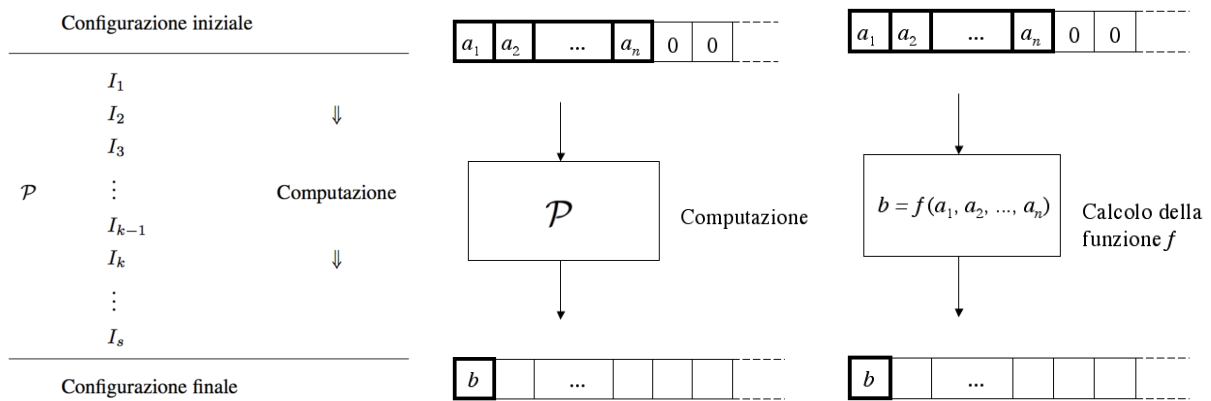 Configurazione iniziale
I₁
I₂
⇓
I₃
𝒫
⋮
Computazione
Iₖ₋₁
Iₖ
⇓
⋮
Iₛ
Configurazione finale
a₁ a₂ ... aₙ 0 0
𝒫
Computazione
b ...
a₁ a₂ ... aₙ 0 0
b = f(a₁, a₂, ..., aₙ)
Calcolo della
funzione f
b ...